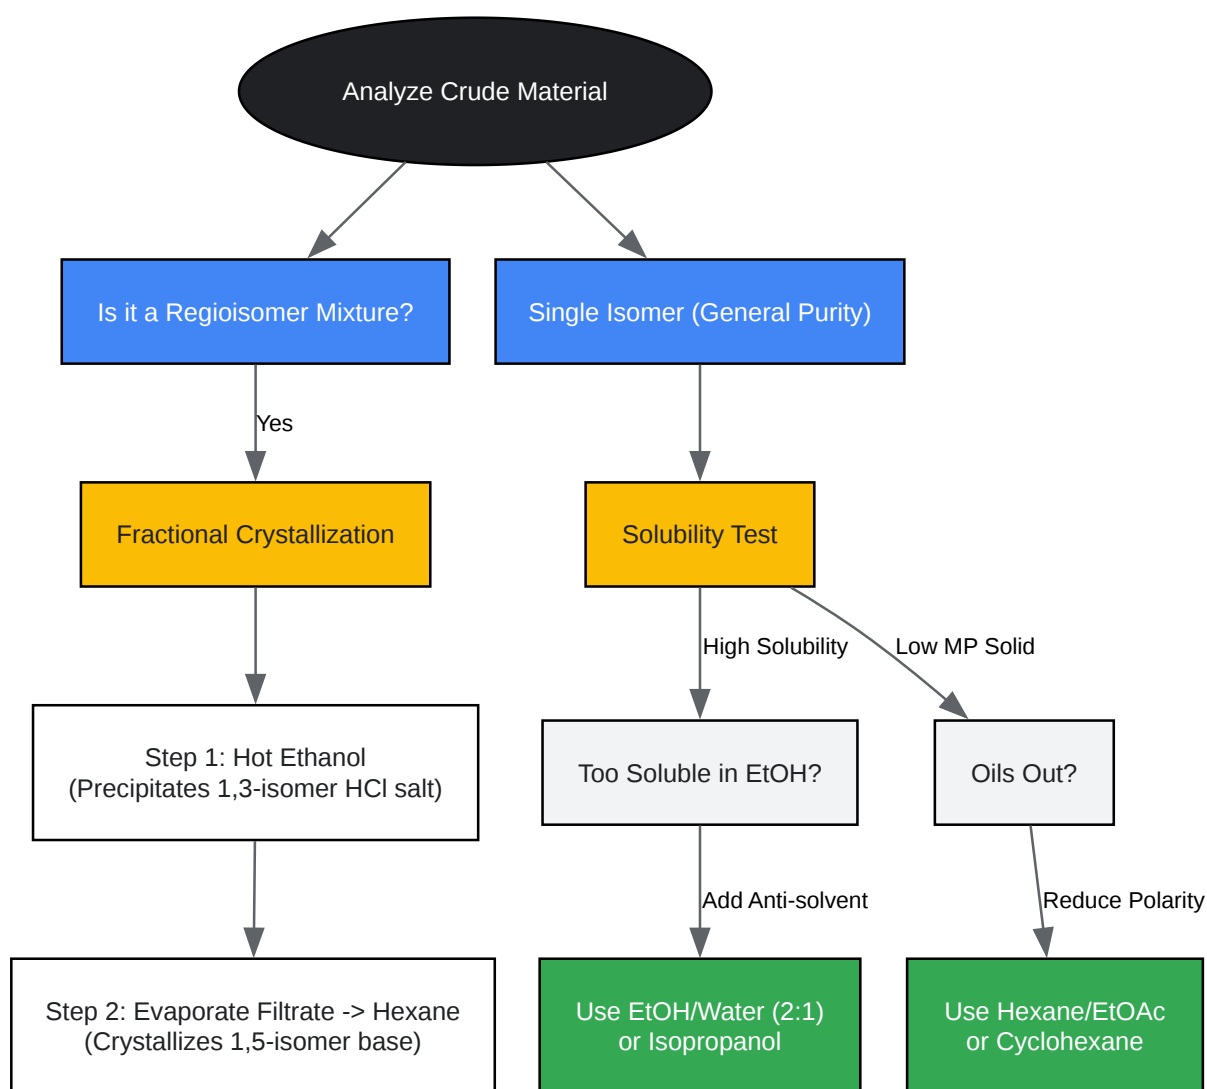 Analyze Crude Material
Is it a Regioisomer Mixture?
Single Isomer (General Purity)
Yes
Fractional Crystallization
Solubility Test
High Solubility
Low MP Solid
Step 1: Hot Ethanol
(Precipitates 1,3-isomer HCl salt)
Too Soluble in EtOH?
Oils Out?
Add Anti-solvent
Reduce Polarity
Step 2: Evaporate Filtrate -> Hexane
(Crystallizes 1,5-isomer base)
Use EtOH/Water (2:1)
or Isopropanol
Use Hexane/EtOAc
or Cyclohexane